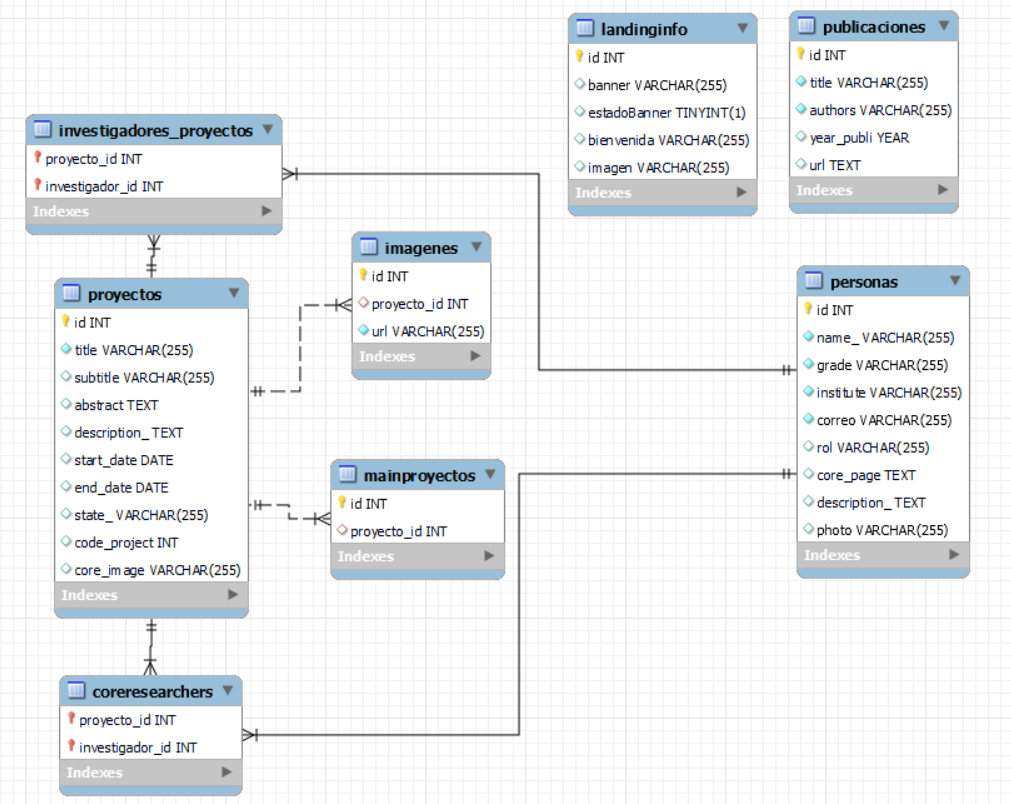 landinginfo
id INT
banner VARCHAR(255)
estadoBanner TINYINT(1)
bienvenida VARCHAR(255)
imagen VARCHAR(255)
Indexes
publicaciones
id INT
title VARCHAR(255)
authors VARCHAR(255)
year_publi YEAR
url TEXT
Indexes
investigadores_proyectos
proyecto_id INT
investigador_id INT
Indexes
imagenes
id INT
proyecto_id INT
url VARCHAR(255)
Indexes
proyectos
id INT
title VARCHAR(255)
subtitle VARCHAR(255)
abstract TEXT
description_ TEXT
start_date DATE
end_date DATE
state_ VARCHAR(255)
code_project INT
core_image VARCHAR(255)
Indexes
personas
id INT
name_ VARCHAR(255)
grade VARCHAR(255)
institute VARCHAR(255)
correo VARCHAR(255)
rol VARCHAR(255)
core_page TEXT
description_ TEXT
photo VARCHAR(255)
Indexes
mainproyectos
id INT
proyecto_id INT
Indexes
coreresearchers
proyecto_id INT
investigador_id INT
Indexes